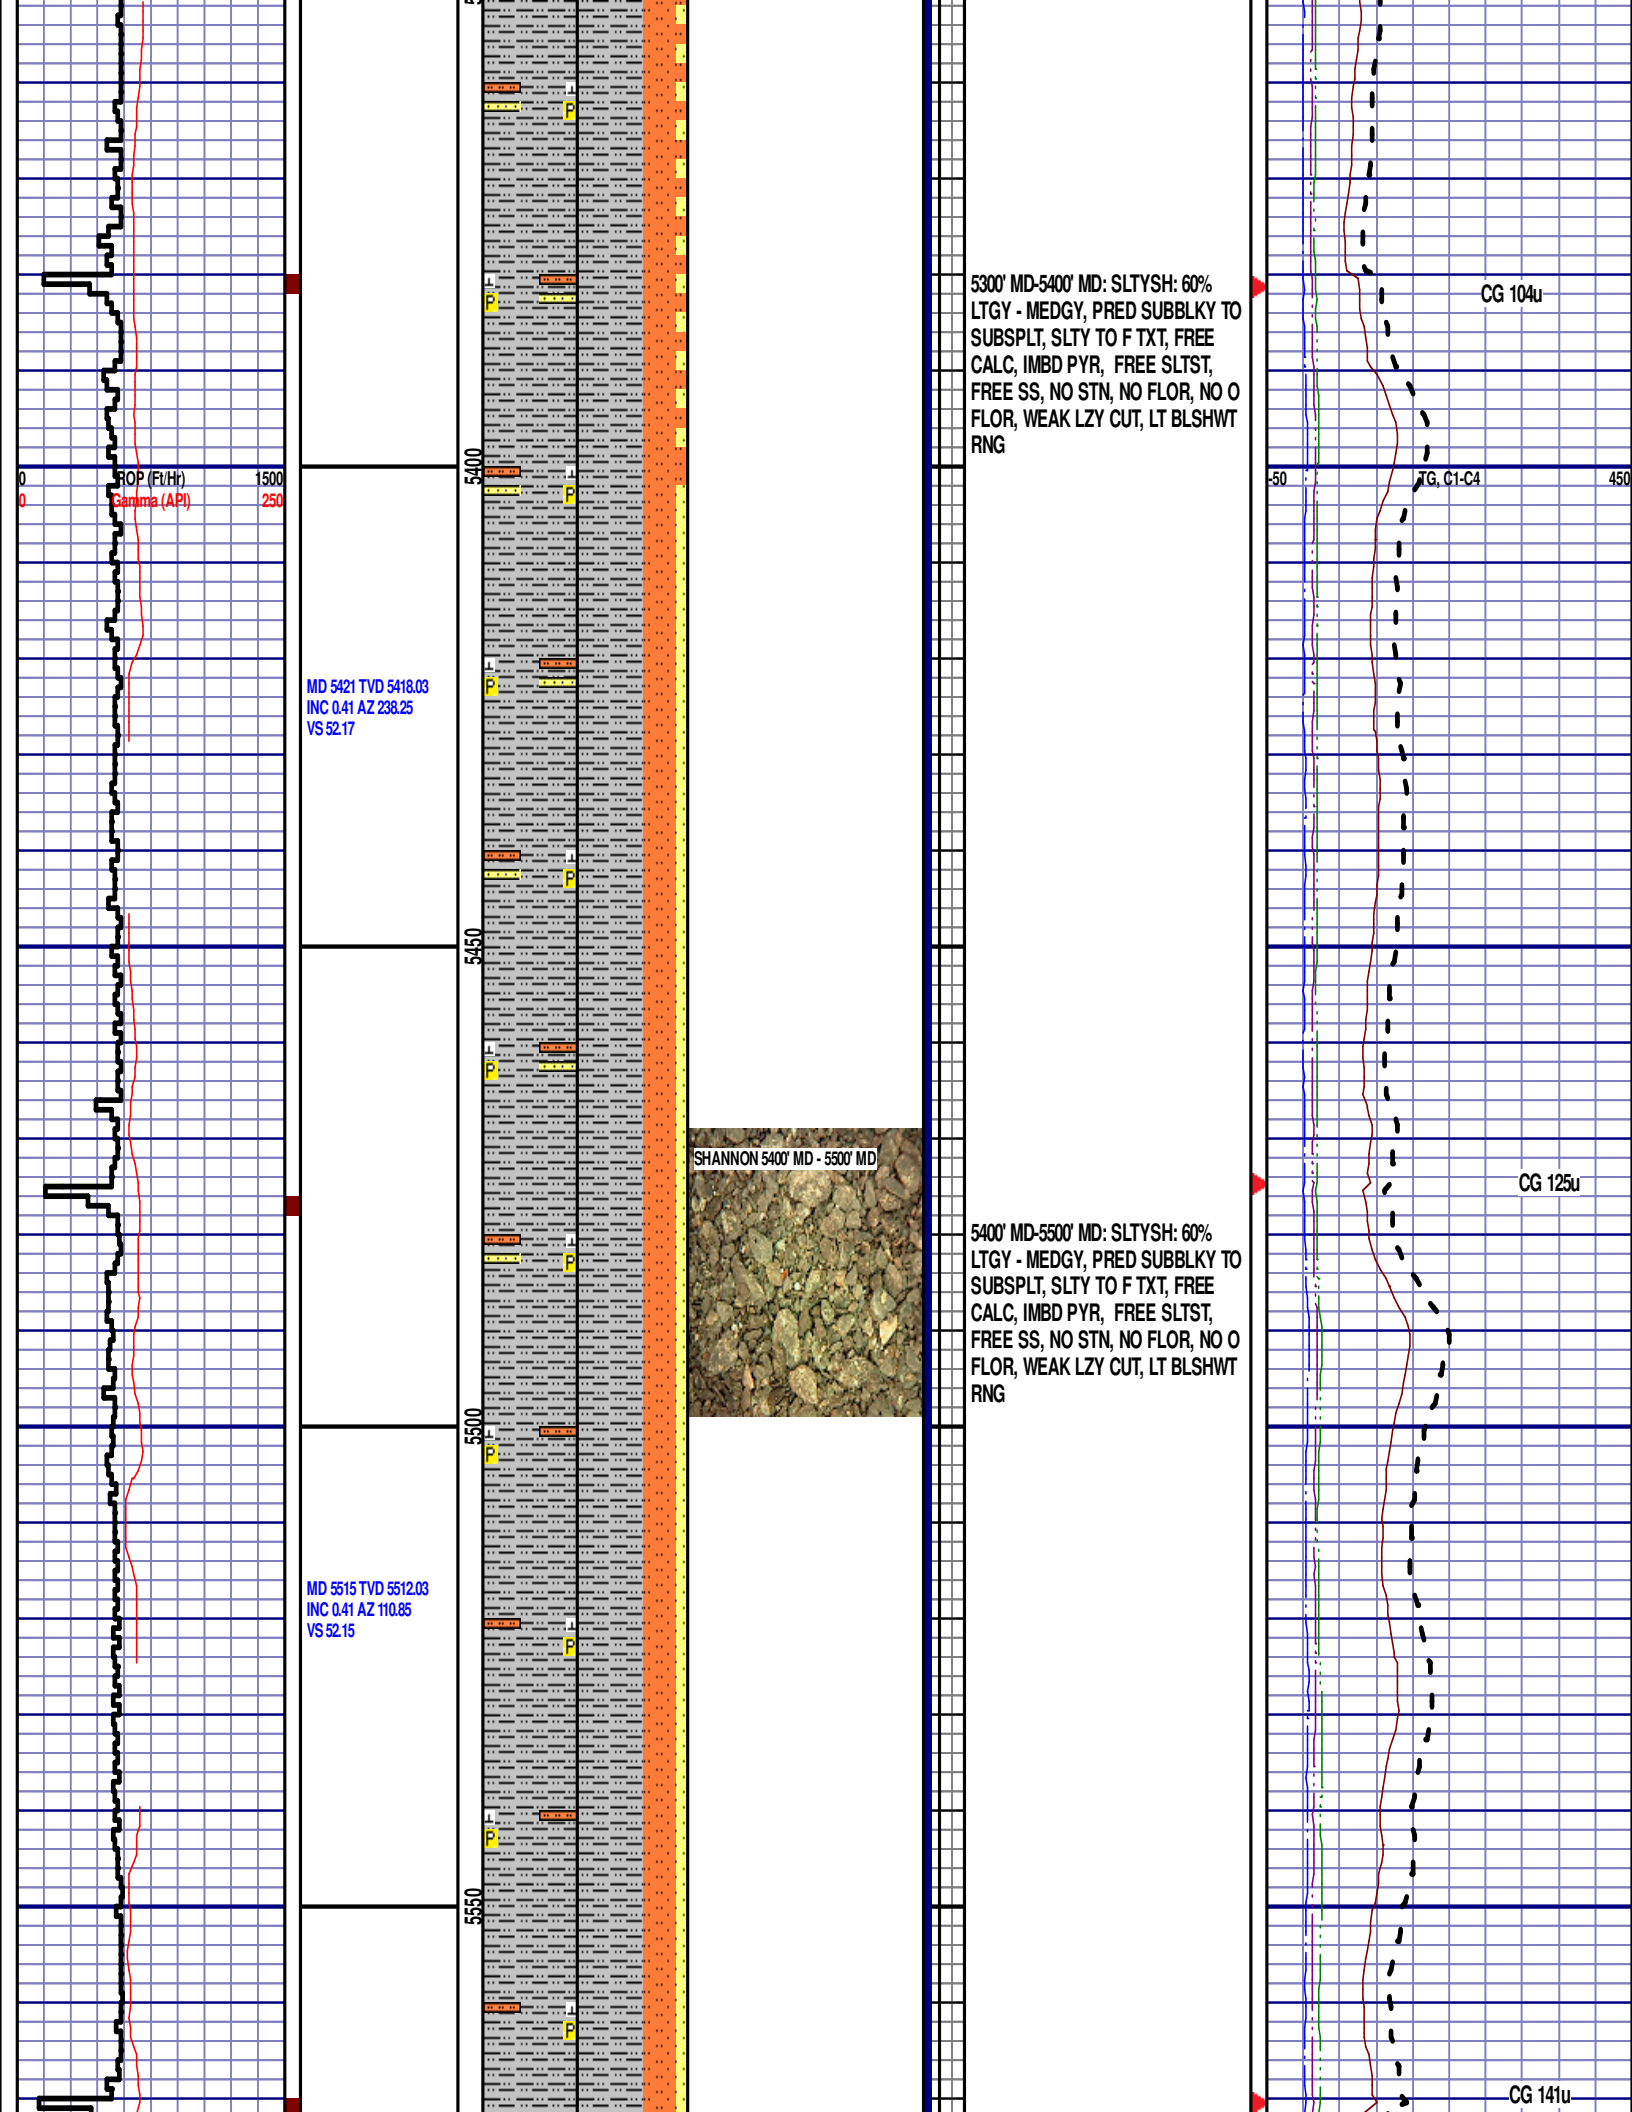 5300' MD-5400' MD: SLTYSH: 60%
LTGY - MEDGY, PRED SUBBLKY TO
SUBSPLT, SLTY TO F TXT, FREE
CALC, IMBD PYR,  FREE SLTST,
FREE SS, NO STN, NO FLOR, NO O
FLOR, WEAK LZY CUT, LT BLSHWT
RNG
CG 104u
0 ROP (Ft/Hr) 1500
0 Gamma (API) 250
5400
-50 TG, C1-C4 450
MD 5421 TVD 5418.03
INC 0.41 AZ 238.25
VS 52.17
5450
SHANNON 5400' MD - 5500' MD
CG 125u
5400' MD-5500' MD: SLTYSH: 60%
LTGY - MEDGY, PRED SUBBLKY TO
SUBSPLT, SLTY TO F TXT, FREE
CALC, IMBD PYR,  FREE SLTST,
FREE SS, NO STN, NO FLOR, NO O
FLOR, WEAK LZY CUT, LT BLSHWT
RNG
5500
MD 5515 TVD 5512.03
INC 0.41 AZ 110.85
VS 52.15
5550
CG 141u
P
P
P
P
P
P
P
P
P
P
P